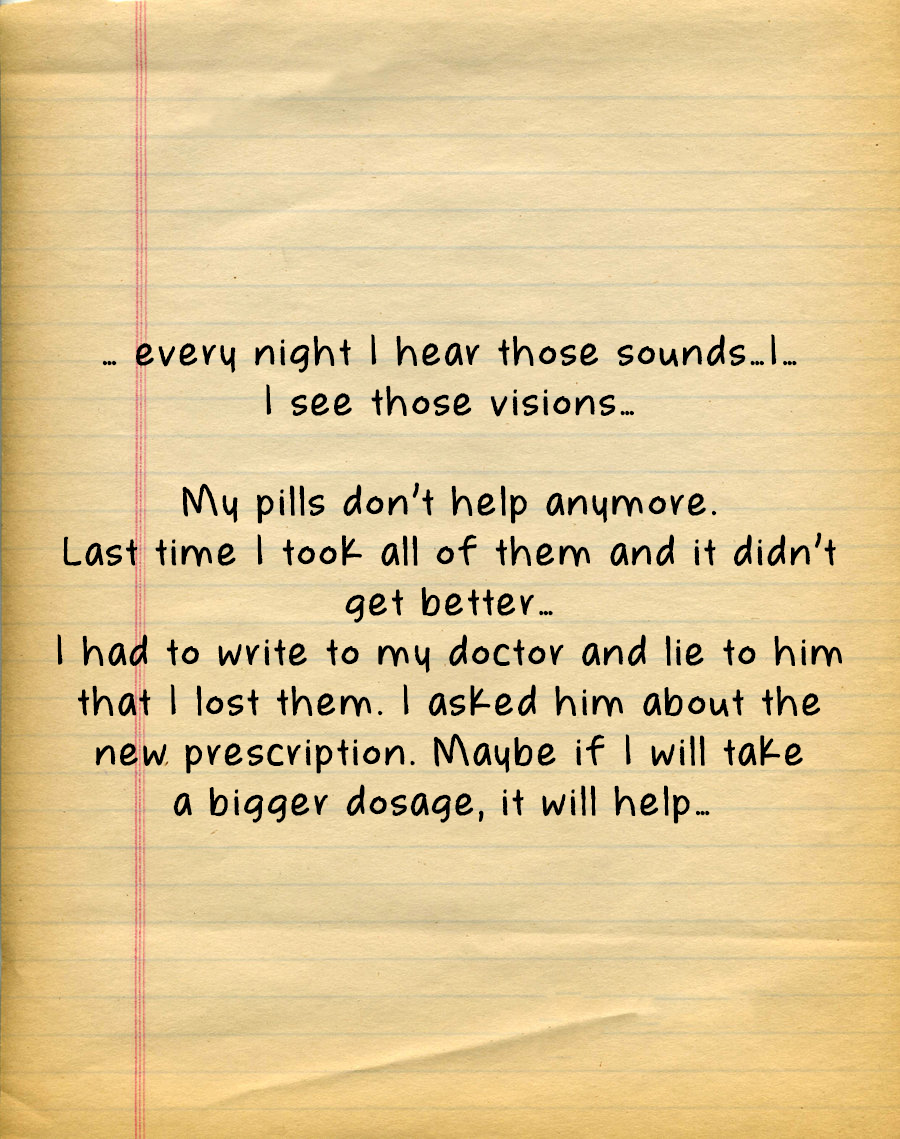 … every night I hear those sounds…I…
I see those visions…
My pills don't help anymore.
Last time I took all of them and it didn't
get better…
I had to write to my doctor and lie to him
that I lost them. I asked him about the
new prescription. Maybe if I will take
a bigger dosage, it will help…